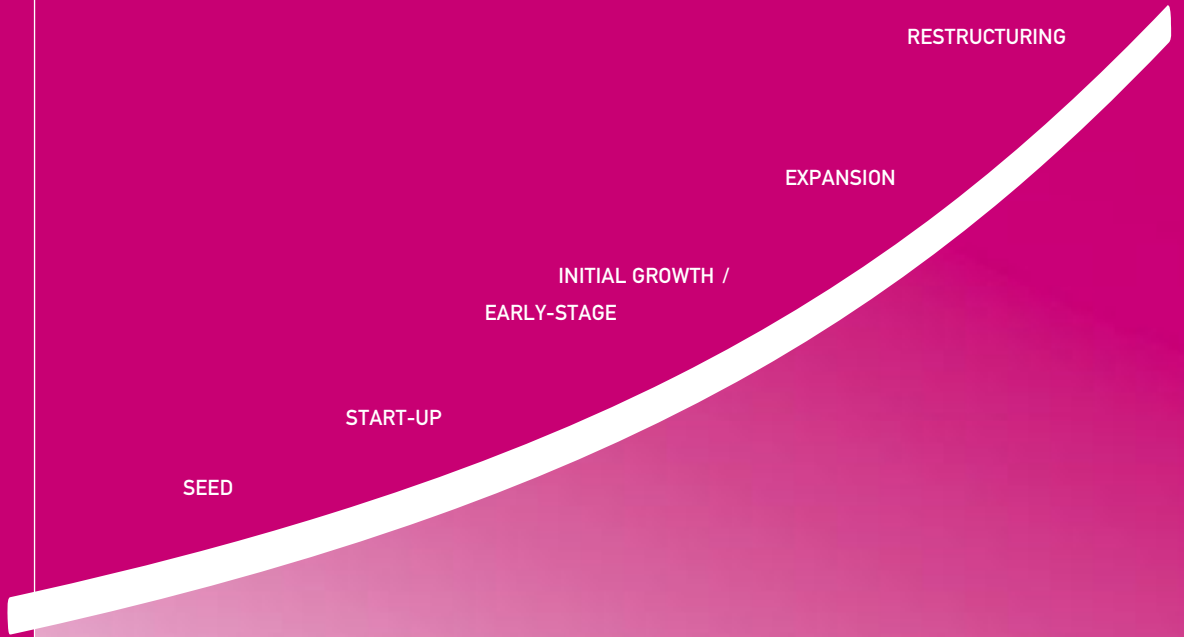 RESTRUCTURING
EXPANSION
INITIAL GROWTH /
EARLY-STAGE
START-UP
SEED